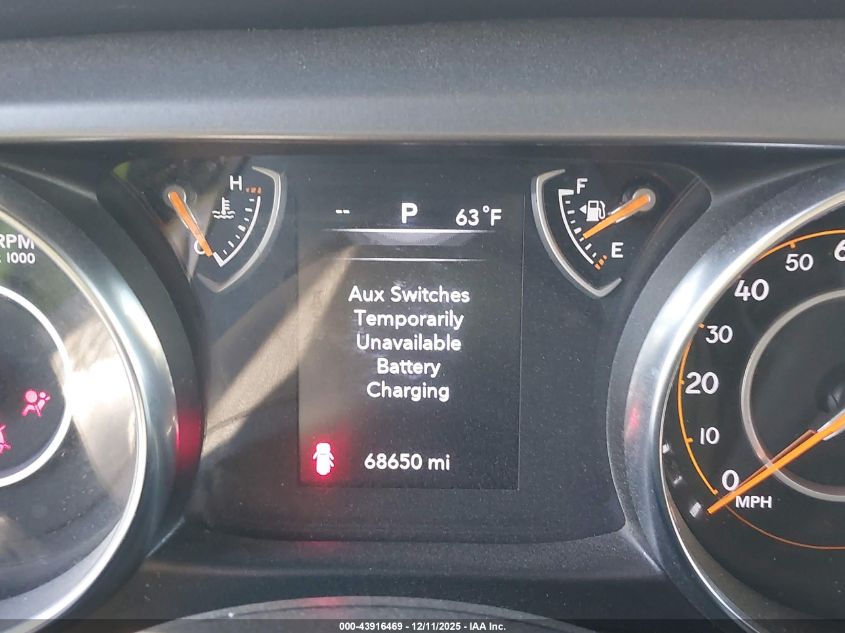 H
C
-- P 63°F
F
E
RPM
x 1000
Aux Switches
Temporarily
Unavailable
Battery
Charging
68650 mi
0
10
20
30
40
50
MPH
000-43916469 - 12/11/2025 - IAA Inc.